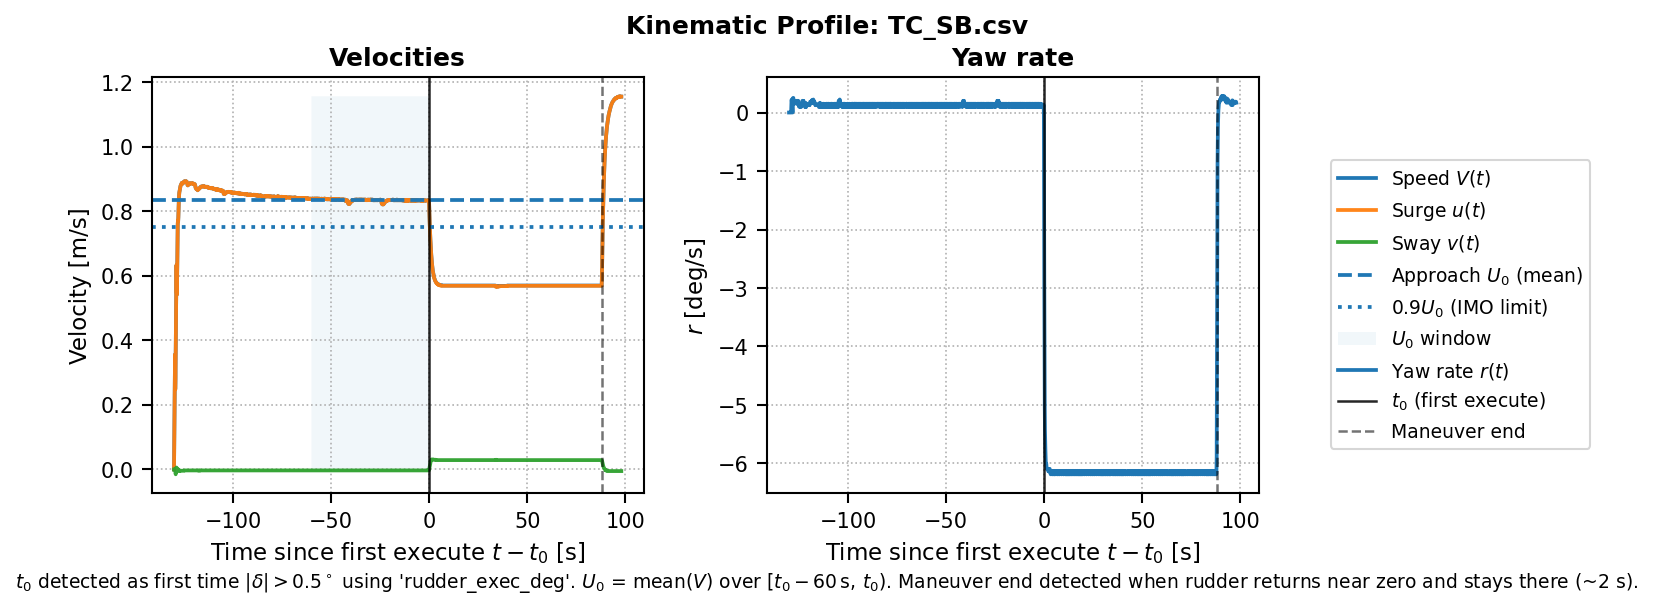 Kinematic Profile: TC_SB.csv
Velocities
Yaw rate
1.2
1.0
0.8
0.6
0.4
0.2
0.0
Velocity [m/s]
−100
−50
0
50
100
Time since first execute t − t₀ [s]
0
−1
−2
−3
−4
−5
−6
r [deg/s]
−100
−50
0
50
100
Time since first execute t − t₀ [s]
Speed V(t)
Surge u(t)
Sway v(t)
Approach U₀ (mean)
0.9U₀ (IMO limit)
U₀ window
Yaw rate r(t)
t₀ (first execute)
Maneuver end
t₀ detected as first time |δ| > 0.5° using 'rudder_exec_deg'. U₀ = mean(V) over [t₀ − 60 s, t₀). Maneuver end detected when rudder returns near zero and stays there (~2 s).